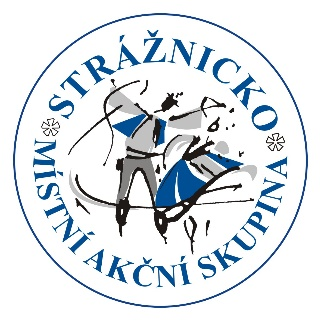 STRÁŽNICKO
MÍSTNÍ AKČNÍ SKUPINA